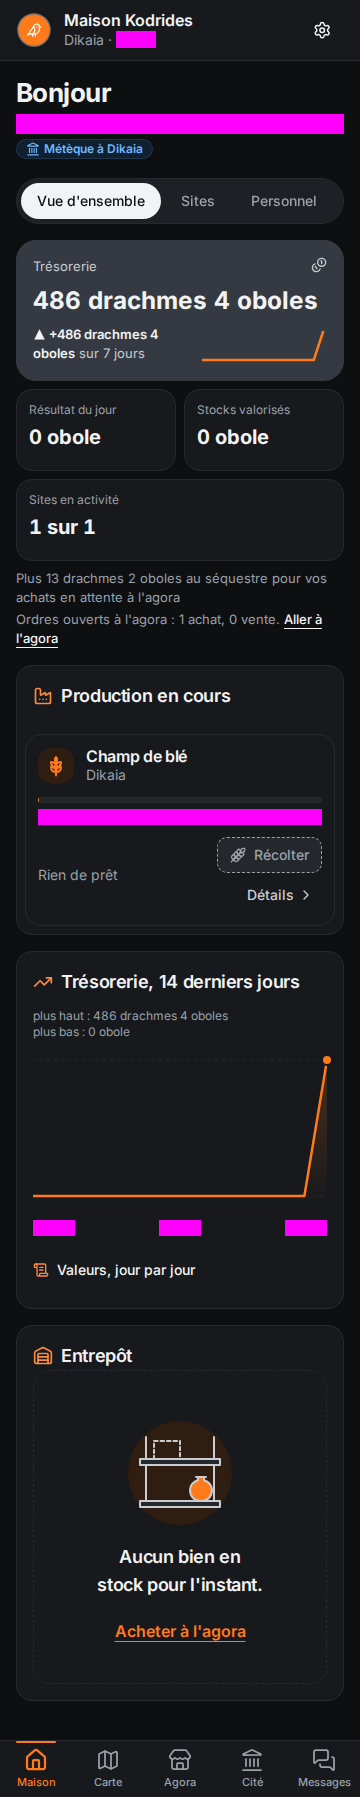 Maison Kodrides
Dikaia ·
Bonjour
Métèque à Dikaia
Vue d'ensemble
Sites
Personnel
Trésorerie
486 drachmes 4 oboles
▲ +486 drachmes 4
oboles sur 7 jours
Résultat du jour
0 obole
Stocks valorisés
0 obole
Sites en activité
1 sur 1
Plus 13 drachmes 2 oboles au séquestre pour vos
achats en attente à l'agora
Ordres ouverts à l'agora : 1 achat, 0 vente. Aller à
l'agora
Production en cours
Champ de blé
Dikaia
Rien de prêt
Récolter
Détails
Trésorerie, 14 derniers jours
plus haut : 486 drachmes 4 oboles
plus bas : 0 obole
Valeurs, jour par jour
Entrepôt
Aucun bien en
stock pour l'instant.
Acheter à l'agora
Maison
Carte
Agora
Cité
Messages